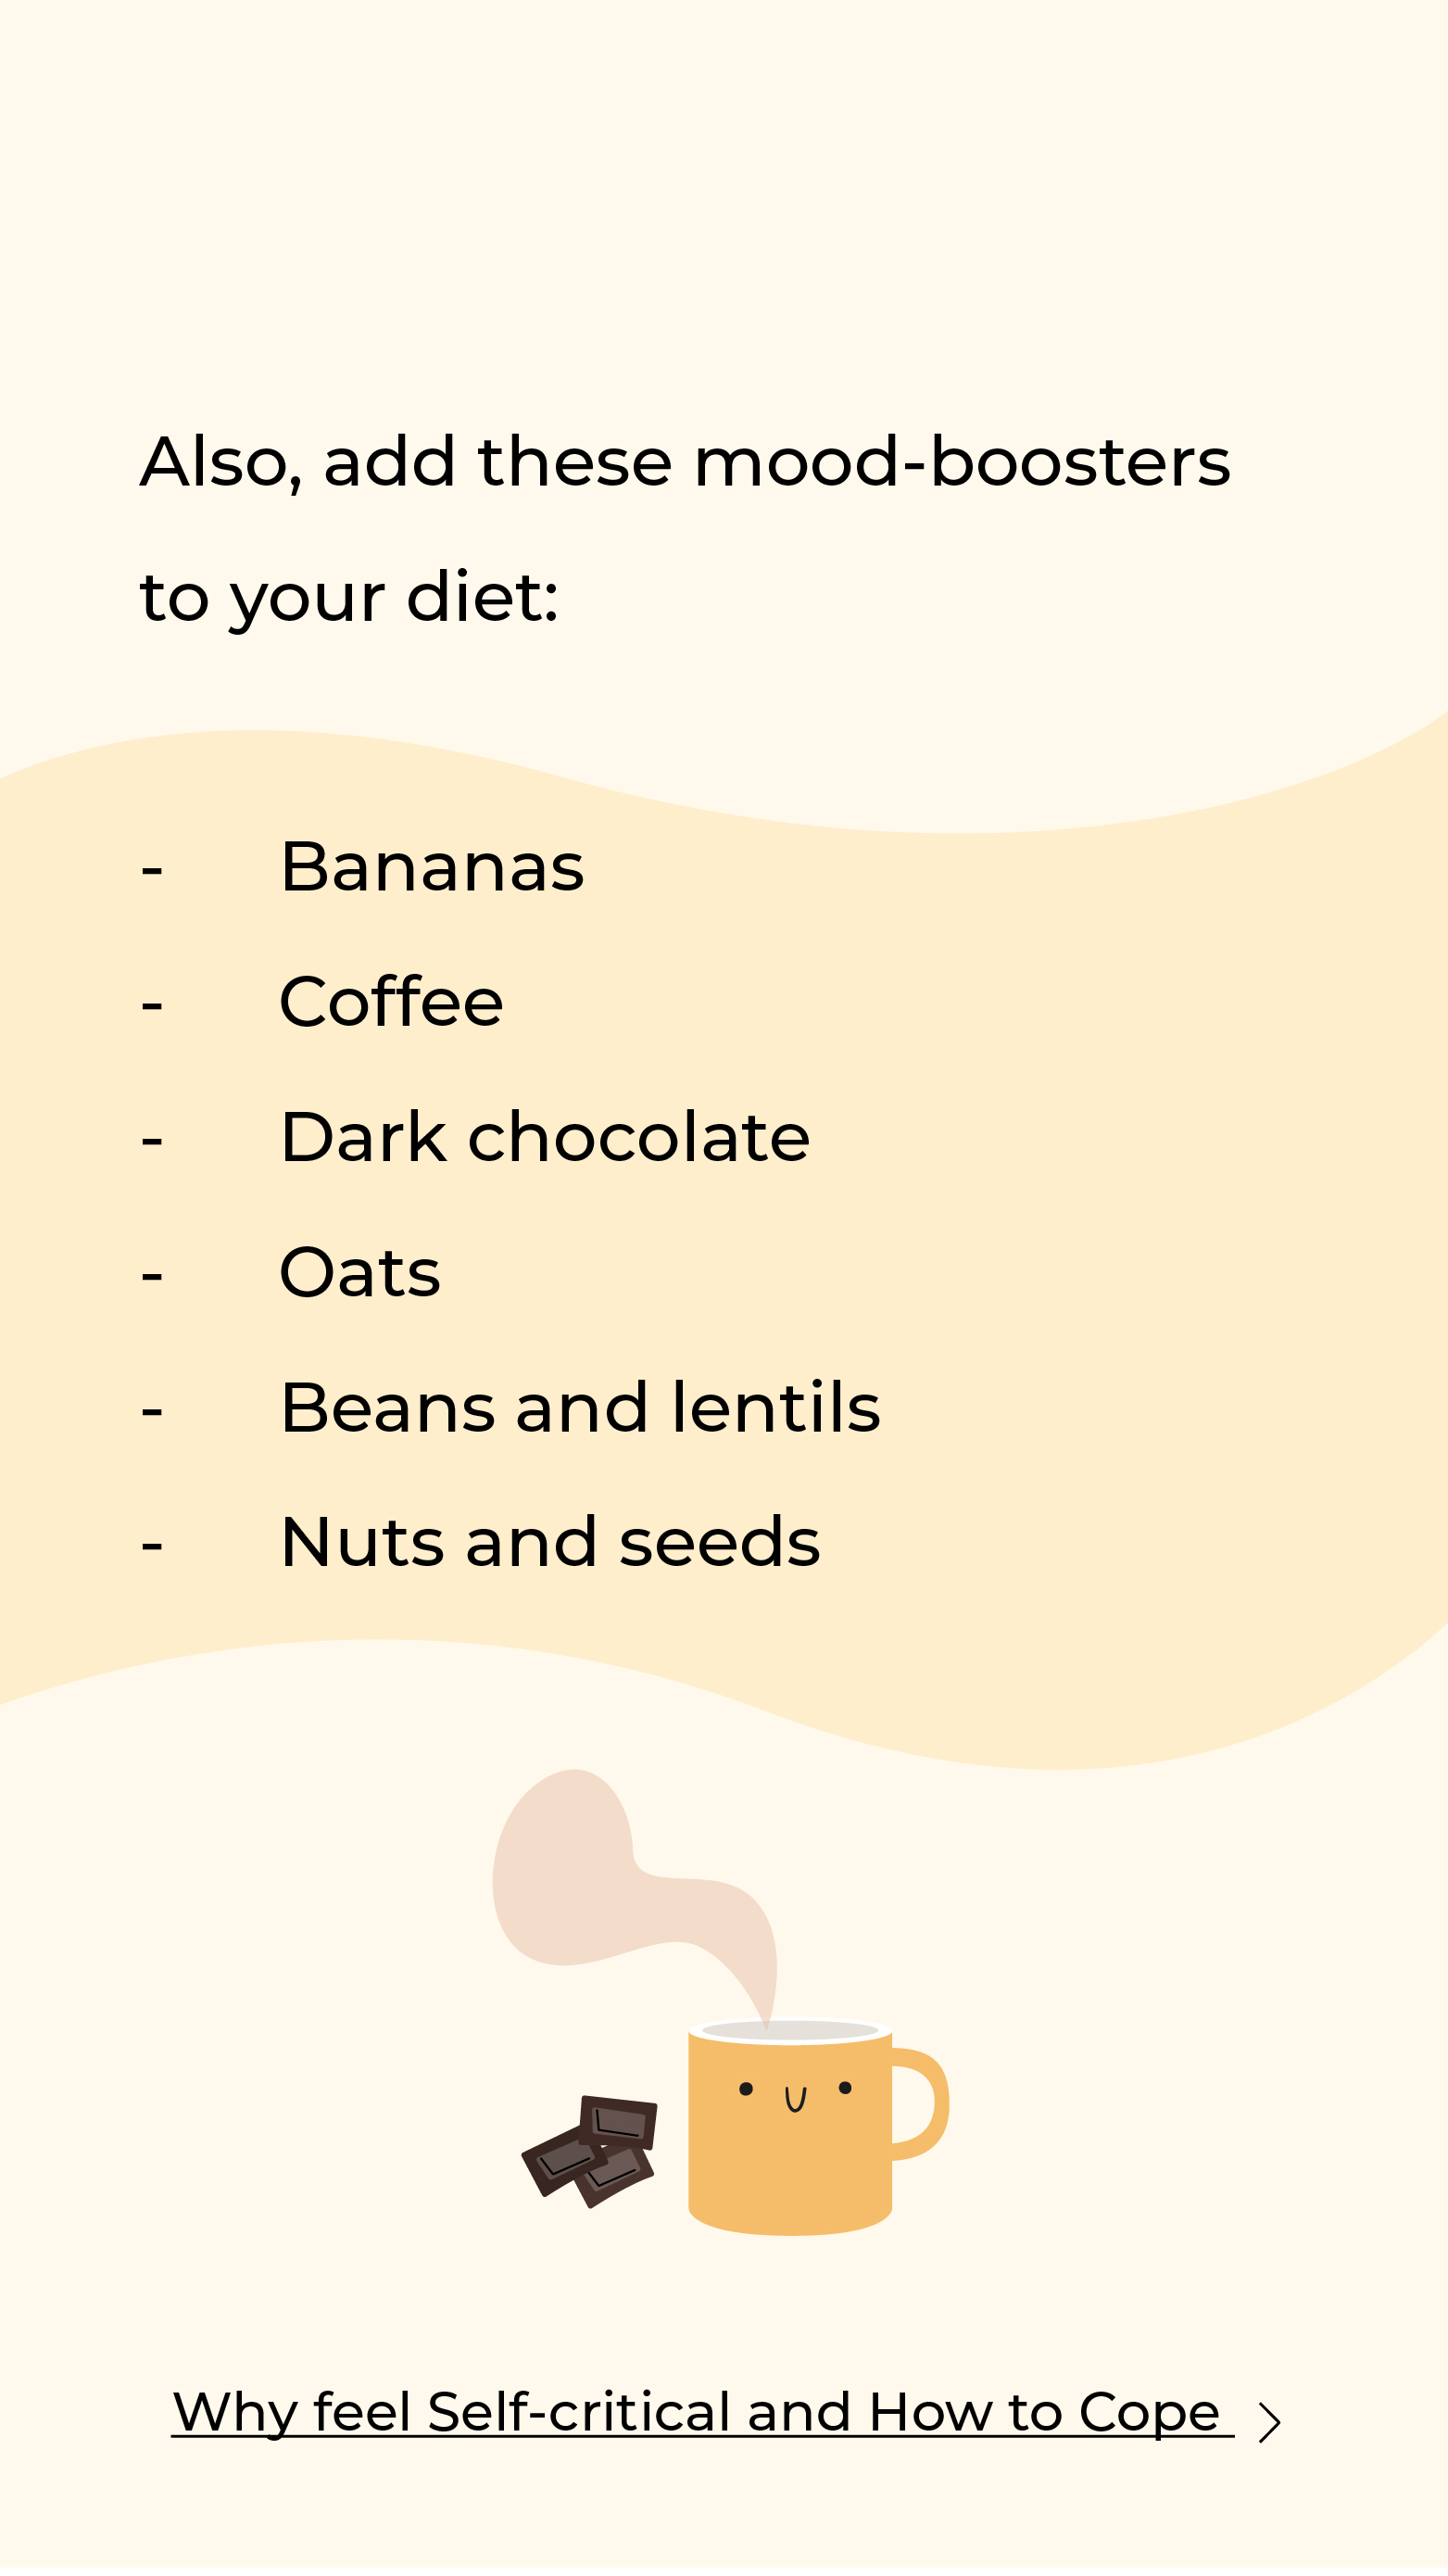 Also, add these mood-boosters
to your diet:
- Bananas
- Coffee
- Dark chocolate
- Oats
- Beans and lentils
- Nuts and seeds
Why feel Self-critical and How to Cope >